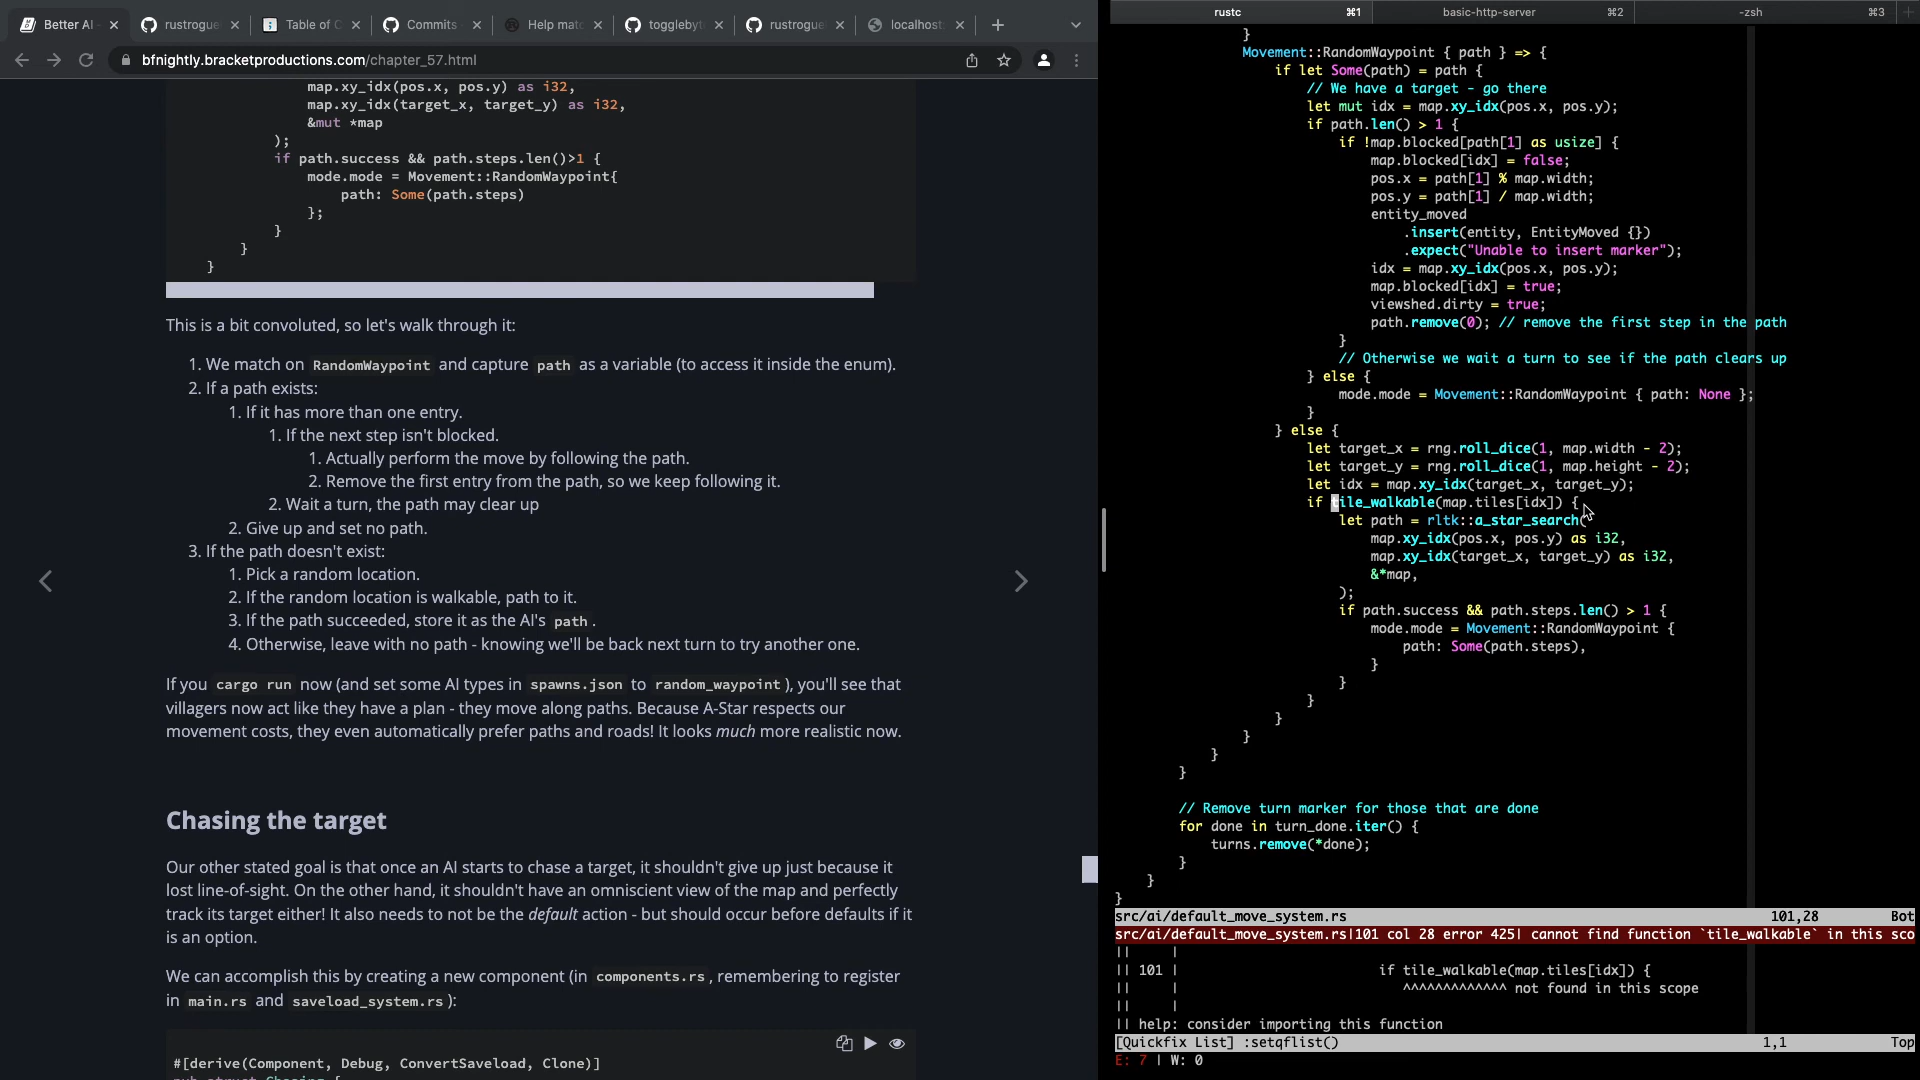 Better AI
rustrogue
Table of C
Commits
Help mat
togglebyt
rustrogue
localhost
bfnightly.bracketproductions.com/chapter_57.html
map.xy_idx(pos.x, pos.y) as i32,
map.xy_idx(target_x, target_y) as i32,
&mut *map
);
if path.success && path.steps.len()>1 {
mode.mode = Movement::RandomWaypoint{
path: Some(path.steps)
};
}
}
}
This is a bit convoluted, so let's walk through it:
1. We match on RandomWaypoint and capture path as a variable (to access it inside the enum).
2. If a path exists:
1. If it has more than one entry.
1. If the next step isn't blocked.
1. Actually perform the move by following the path.
2. Remove the first entry from the path, so we keep following it.
2. Wait a turn, the path may clear up
2. Give up and set no path.
3. If the path doesn't exist:
1. Pick a random location.
2. If the random location is walkable, path to it.
3. If the path succeeded, store it as the AI's path.
4. Otherwise, leave with no path - knowing we'll be back next turn to try another one.
If you cargo run now (and set some AI types in spawns.json to random_waypoint), you'll see that
villagers now act like they have a plan - they move along paths. Because A-Star respects our
movement costs, they even automatically prefer paths and roads! It looks much more realistic now.
Chasing the target
Our other stated goal is that once an AI starts to chase a target, it shouldn't give up just because it
lost line-of-sight. On the other hand, it shouldn't have an omniscient view of the map and perfectly
track its target either! It also needs to not be the default action - but should occur before defaults if it
is an option.
We can accomplish this by creating a new component (in components.rs, remembering to register
in main.rs and saveload_system.rs):
#[derive(Component, Debug, ConvertSaveload, Clone)]
rustc ⌘1
basic-http-server ⌘2
-zsh ⌘3
}
Movement::RandomWaypoint { path } => {
if let Some(path) = path {
// We have a target - go there
let mut idx = map.xy_idx(pos.x, pos.y);
if path.len() > 1 {
if !map.blocked[path[1] as usize] {
map.blocked[idx] = false;
pos.x = path[1] % map.width;
pos.y = path[1] / map.width;
entity_moved
.insert(entity, EntityMoved {})
.expect("Unable to insert marker");
idx = map.xy_idx(pos.x, pos.y);
map.blocked[idx] = true;
viewshed.dirty = true;
path.remove(0); // remove the first step in the path
}
// Otherwise we wait a turn to see if the path clears up
} else {
mode.mode = Movement::RandomWaypoint { path: None };
}
} else {
let target_x = rng.roll_dice(1, map.width - 2);
let target_y = rng.roll_dice(1, map.height - 2);
let idx = map.xy_idx(target_x, target_y);
if tile_walkable(map.tiles[idx]) {
let path = rltk::a_star_search(
map.xy_idx(pos.x, pos.y) as i32,
map.xy_idx(target_x, target_y) as i32,
&*map,
);
if path.success && path.steps.len() > 1 {
mode.mode = Movement::RandomWaypoint {
path: Some(path.steps),
}
}
}
}
}
}
}
// Remove turn marker for those that are done
for done in turn_done.iter() {
turns.remove(*done);
}
}
}
src/ai/default_move_system.rs 101,28 Bot
src/ai/default_move_system.rs|101 col 28 error 425| cannot find function `tile_walkable` in this sco
|| |
|| 101 | if tile_walkable(map.tiles[idx]) {
|| | ^^^^^^^^^^^^^ not found in this scope
|| |
|| help: consider importing this function
[Quickfix List] :setqflist() 1,1 Top
E: 7 | W: 0